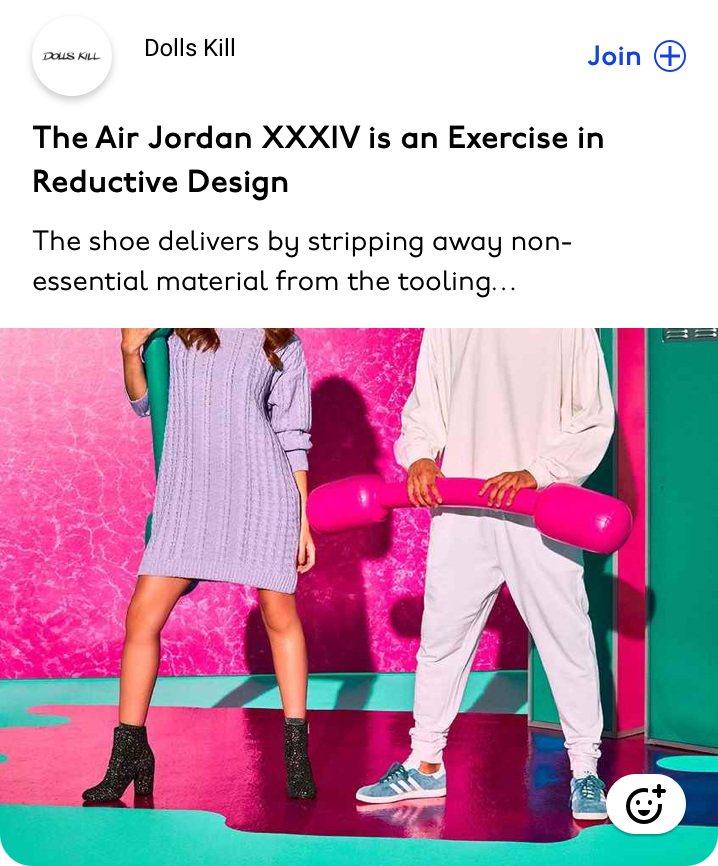 DOLLS KILL
Dolls Kill
Join
The Air Jordan XXXIV is an Exercise in
Reductive Design
The shoe delivers by stripping away non-
essential material from the tooling...